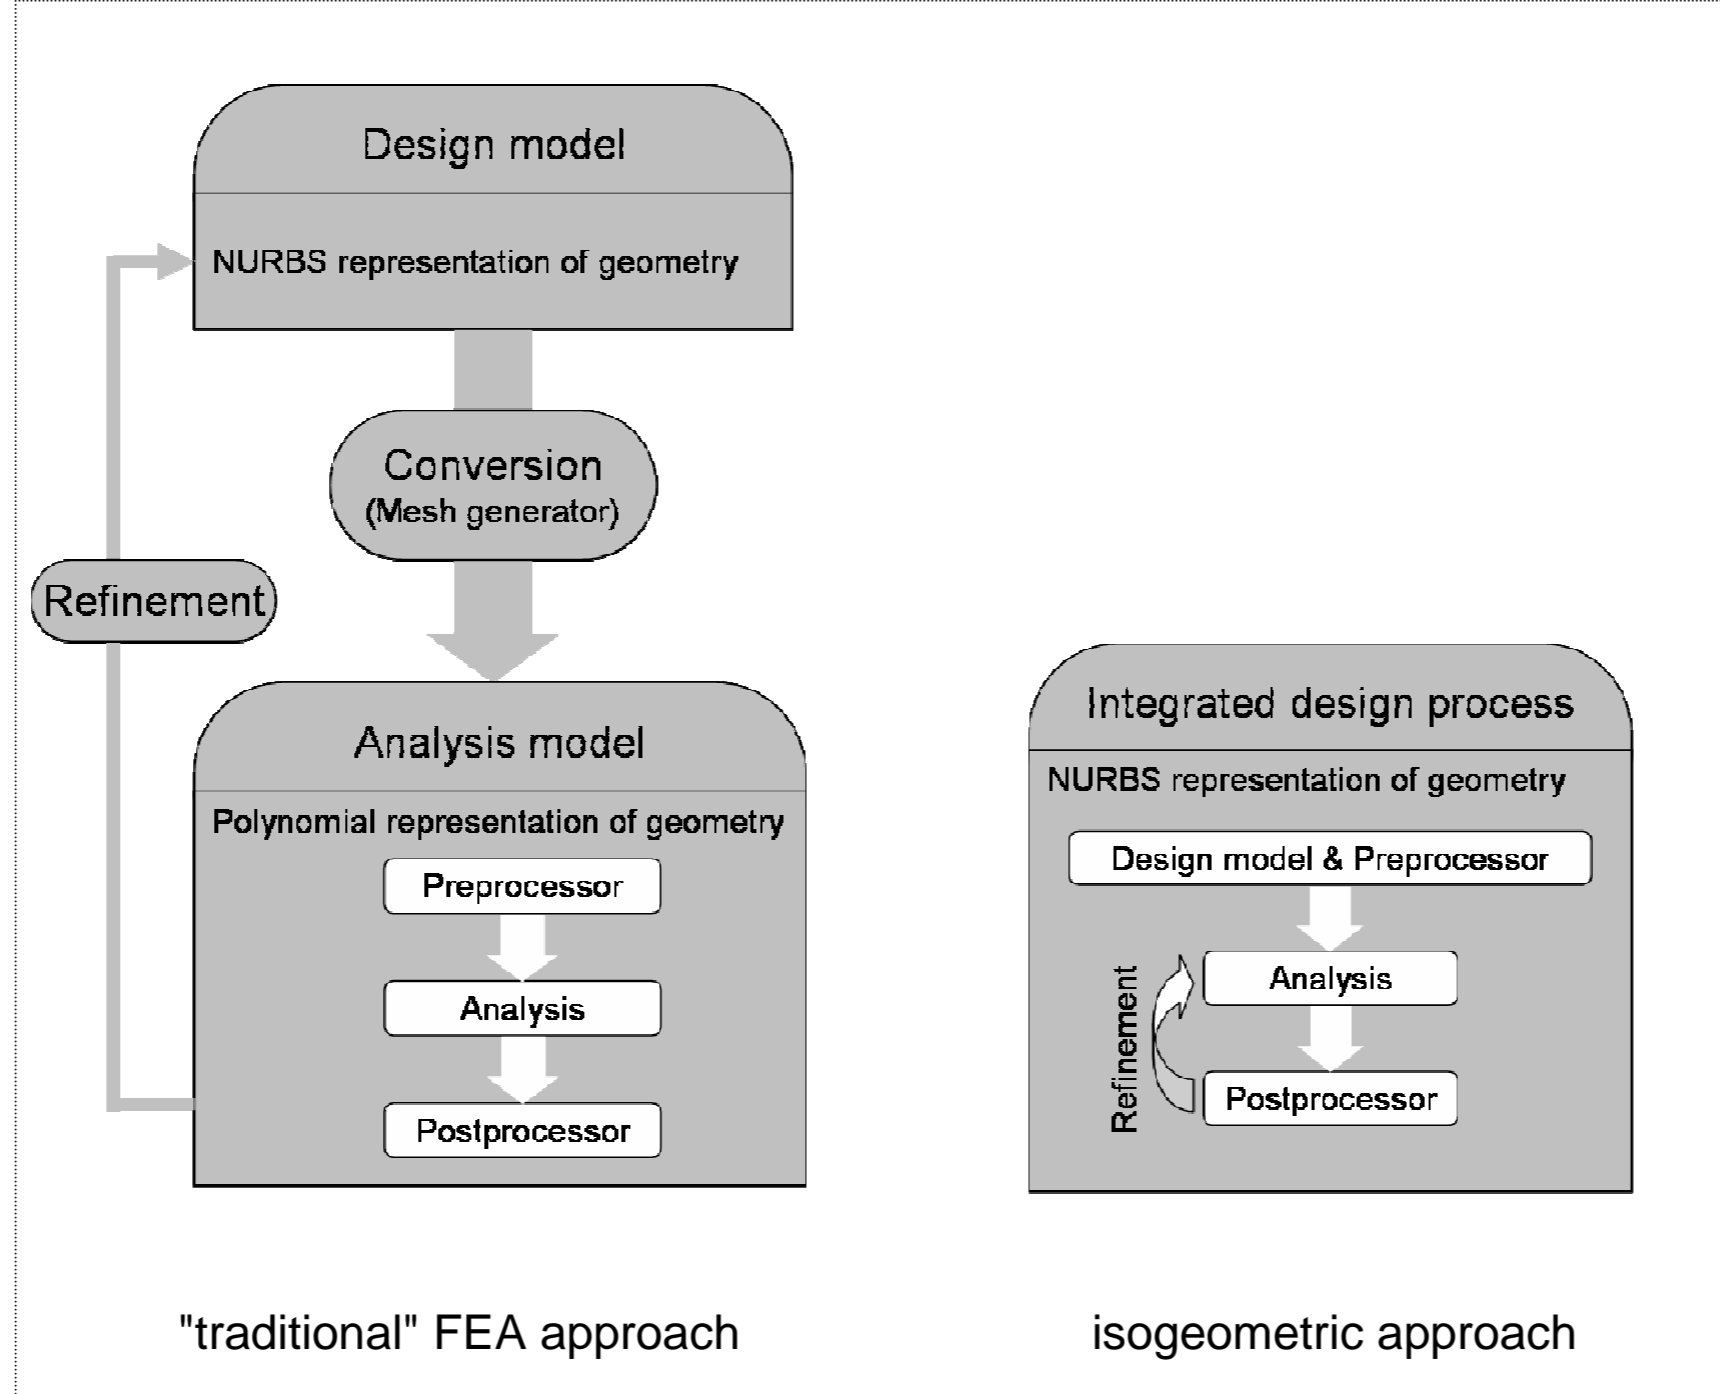 Design model
NURBS representation of geometry
Conversion
(Mesh generator)
Refinement
Analysis model
Polynomial representation of geometry
Preprocessor
Analysis
Postprocessor
"traditional" FEA approach
Integrated design process
NURBS representation of geometry
Design model & Preprocessor
Analysis
Refinement
Postprocessor
isogeometric approach